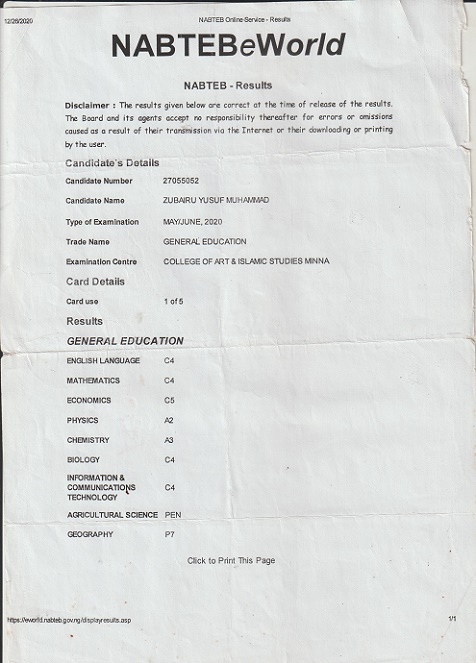 12/26/2020
NABTEB Online-Service - Results
NABTEBeWorld
NABTEB - Results
Disclaimer : The results given below are correct at the time of release of the results.
The Board and its agents accept no responsibility thereafter for errors or omissions
caused as a result of their transmission via the Internet or their downloading or printing
by the user.
Candidate's Details
Candidate Number 27055052
Candidate Name ZUBAIRU YUSUF MUHAMMAD
Type of Examination MAY/JUNE, 2020
Trade Name GENERAL EDUCATION
Examination Centre COLLEGE OF ART & ISLAMIC STUDIES MINNA
Card Details
Card use 1 of 5
Results
GENERAL EDUCATION
ENGLISH LANGUAGE C4
MATHEMATICS C4
ECONOMICS C5
PHYSICS A2
CHEMISTRY A3
BIOLOGY C4
INFORMATION &
COMMUNICATIONS C4
TECHNOLOGY
AGRICULTURAL SCIENCE PEN
GEOGRAPHY P7
Click to Print This Page
https://eworld.nabteb.gov.ng/displayresults.asp
1/1